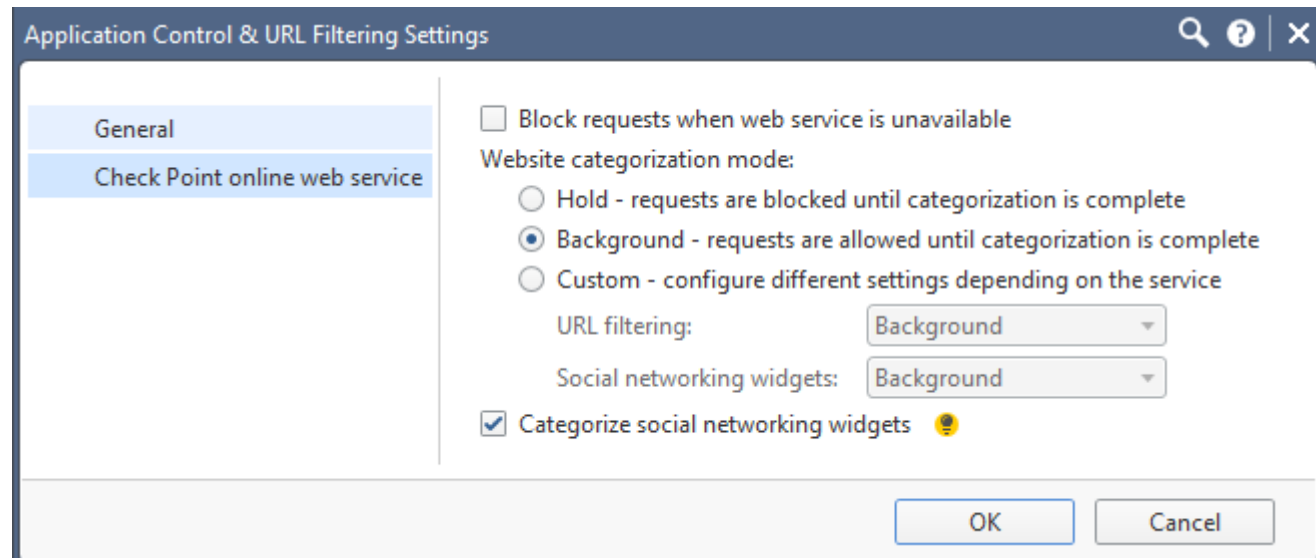 Application Control & URL Filtering Settings
General
Check Point online web service
Block requests when web service is unavailable
Website categorization mode:
Hold - requests are blocked until categorization is complete
Background - requests are allowed until categorization is complete
Custom - configure different settings depending on the service
URL filtering: Background
Social networking widgets: Background
Categorize social networking widgets
OK Cancel